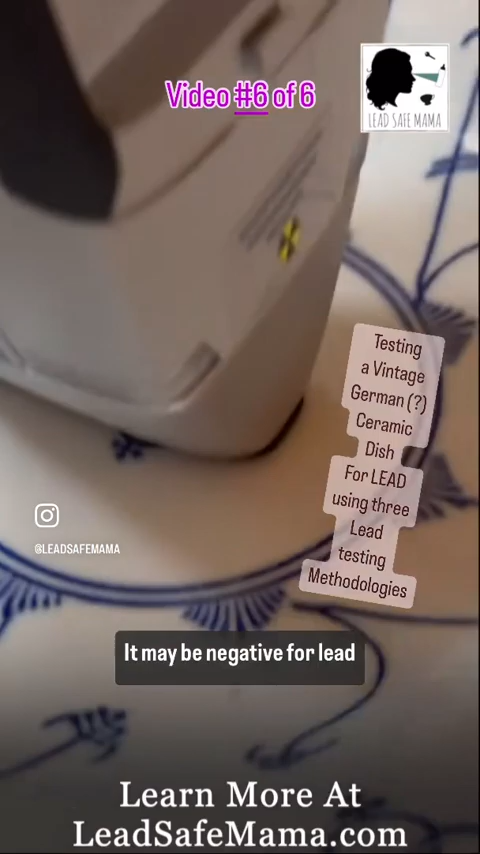 Video #6 of 6
LEAD SAFE MAMA
Testing
a Vintage
German (?)
Ceramic
Dish
For LEAD
using three
Lead
testing
Methodologies
@LEADSAFEMAMA
It may be negative for lead
Learn More At
LeadSafeMama.com